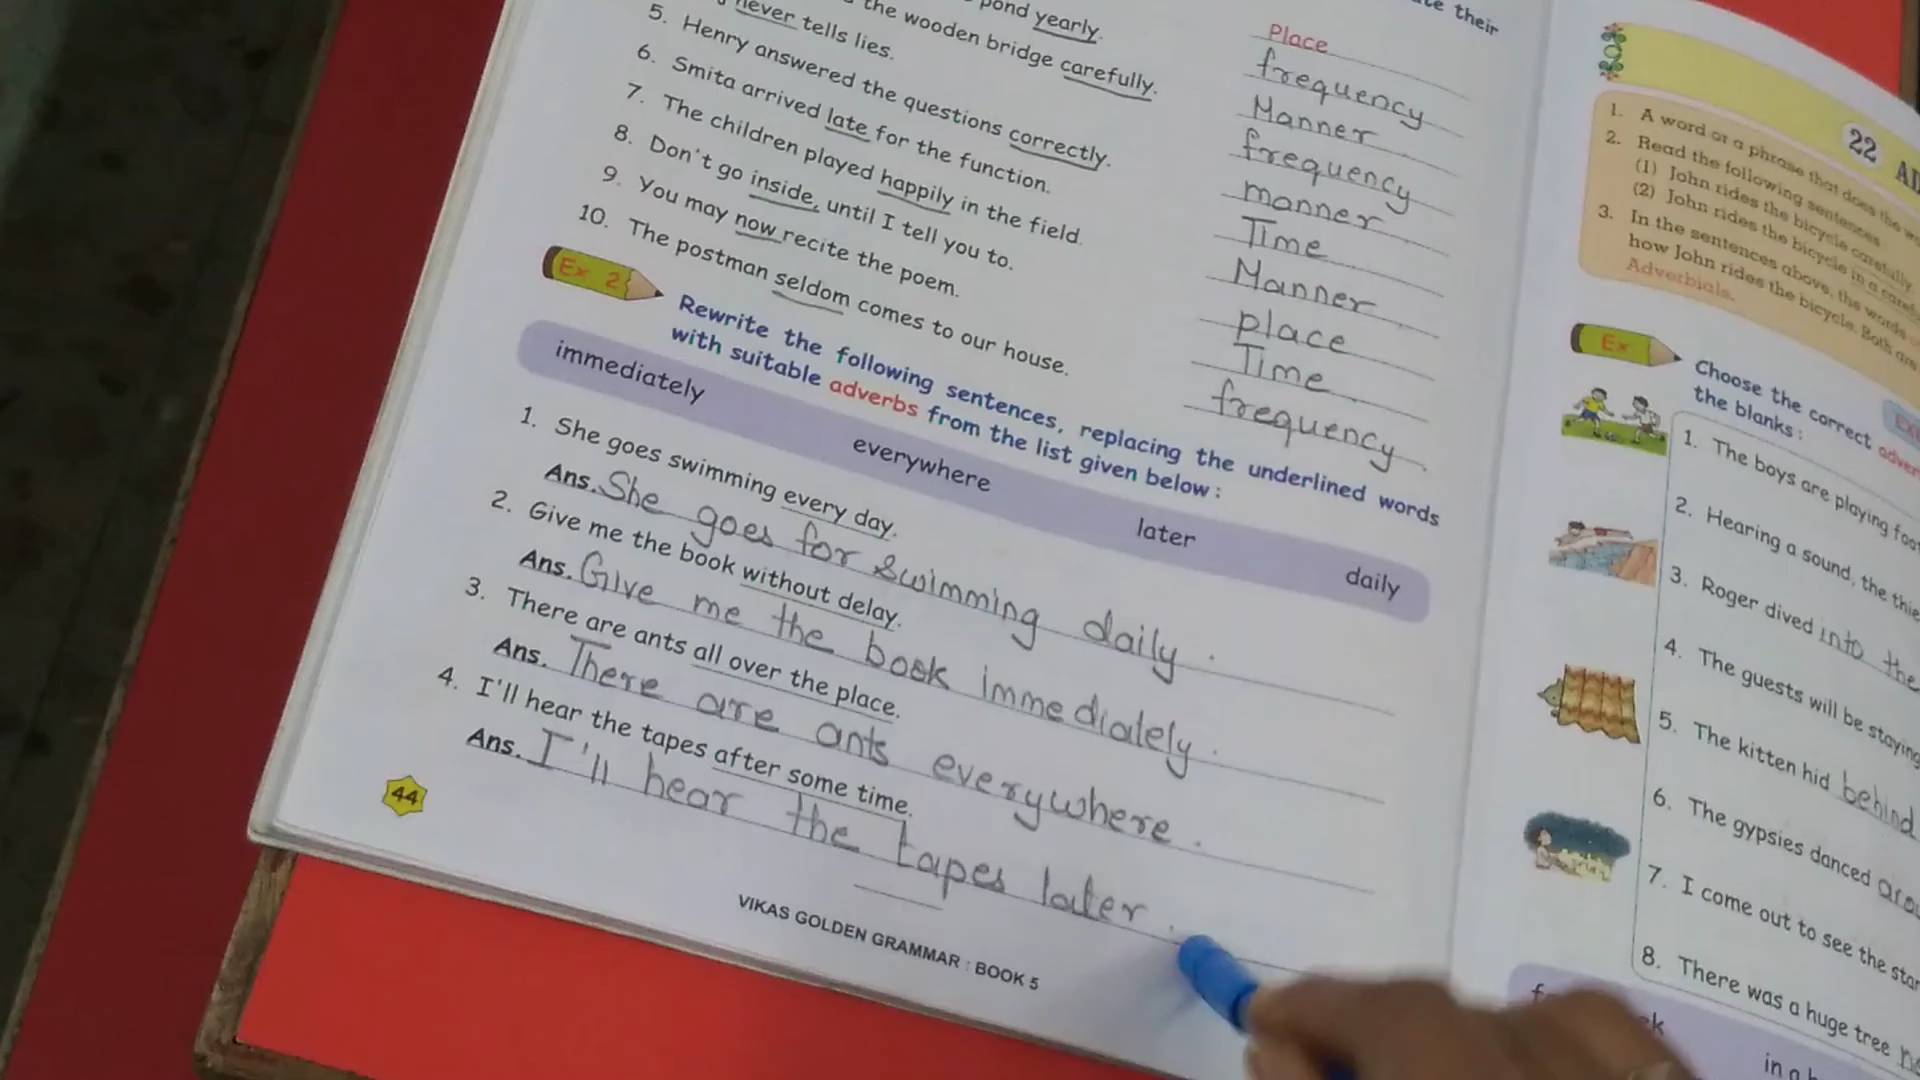 te their
pond yearly.
the wooden bridge carefully.
never tells lies.
5. Henry answered the questions correctly.
6. Smita arrived late for the function.
7. The children played happily in the field.
8. Don't go inside, until I tell you to.
9. You may now recite the poem.
10. The postman seldom comes to our house.
Place
frequency
Manner
frequency
manner
Time
Manner
place
Time
frequency
Ex 2
Rewrite the following sentences, replacing the underlined words
with suitable adverbs from the list given below :
immediately everywhere later daily
1. She goes swimming every day.
Ans. She goes for swimming daily.
2. Give me the book without delay.
Ans. Give me the book immediately.
3. There are ants all over the place.
Ans. There are ants everywhere.
4. I'll hear the tapes after some time.
Ans. I'll hear the tapes later.
44
VIKAS GOLDEN GRAMMAR : BOOK 5
22
1. A word or a phrase that does the
2. Read the following sentences
(1) John rides the bicycle carefully.
(2) John rides the bicycle in a
3. In the sentences above, the words
how John rides the bicycle. Both are
Adverbials.
Ex
Choose the correct
the blanks :
1. The boys are playing
2. Hearing a sound, the
3. Roger dived into the
4. The guests will be staying
5. The kitten hid behind
6. The gypsies danced
7. I come out to see the
8. There was a huge tree
in a